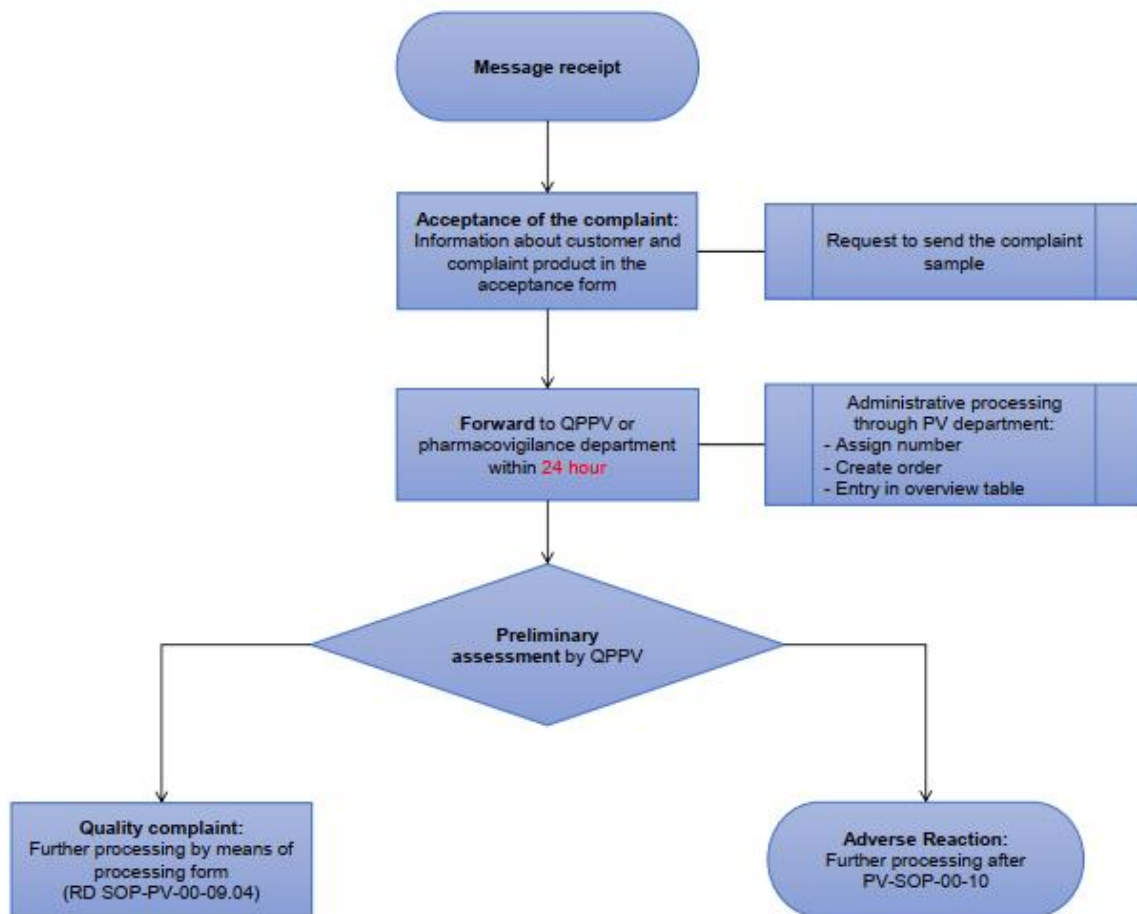 Message receipt
Acceptance of the complaint:
Information about customer and
complaint product in the
acceptance form
Request to send the complaint
sample
Forward to QPPV or
pharmacovigilance department
within 24 hour
Administrative processing
through PV department:
- Assign number
- Create order
- Entry in overview table
Preliminary
assessment by QPPV
Quality complaint:
Further processing by means of
processing form
(RD SOP-PV-00-09.04)
Adverse Reaction:
Further processing after
PV-SOP-00-10